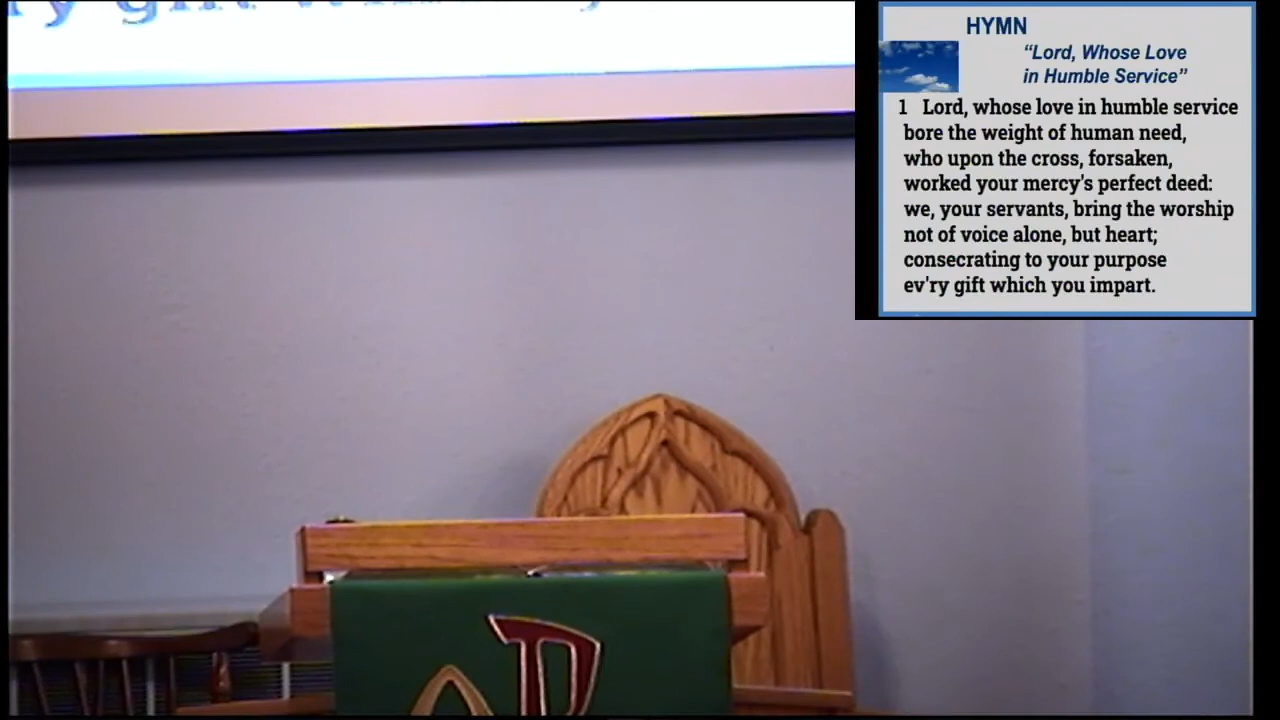 ry gift
HYMN
“Lord, Whose Love
in Humble Service”
1 Lord, whose love in humble service
bore the weight of human need,
who upon the cross, forsaken,
worked your mercy's perfect deed:
we, your servants, bring the worship
not of voice alone, but heart;
consecrating to your purpose
ev'ry gift which you impart.